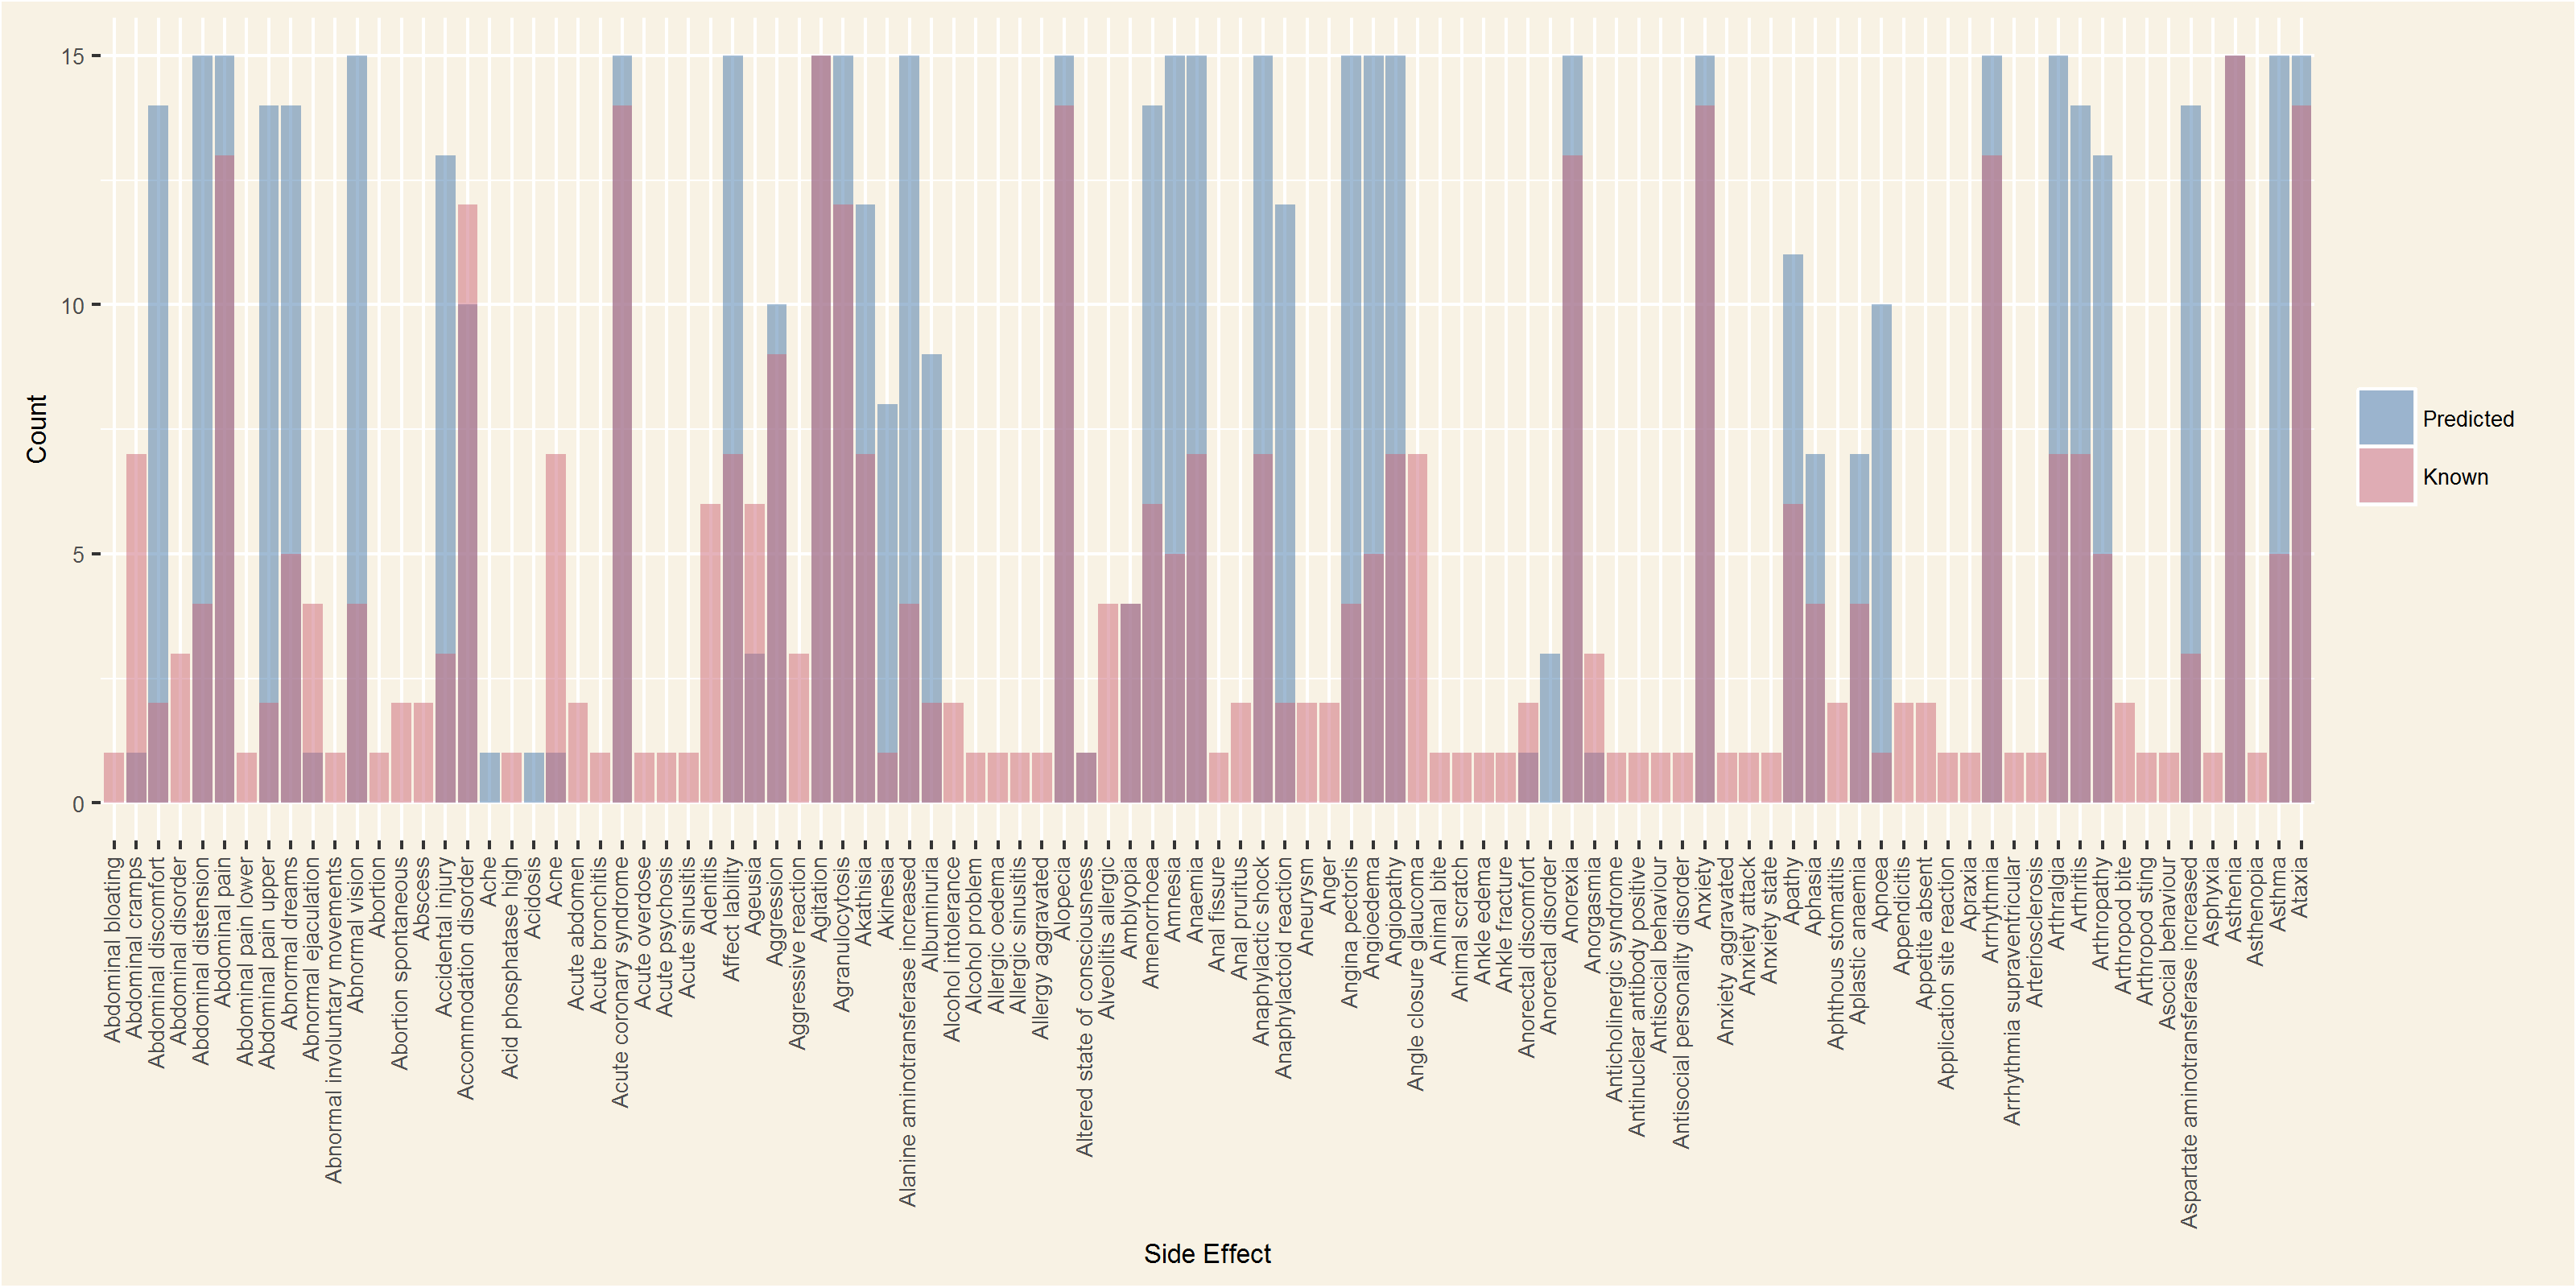 15
10
5
0
Count
Predicted
Known
Abdominal bloating
Abdominal cramps
Abdominal discomfort
Abdominal disorder
Abdominal distension
Abdominal pain
Abdominal pain lower
Abdominal pain upper
Abnormal dreams
Abnormal ejaculation
Abnormal involuntary movements
Abnormal vision
Abortion
Abortion spontaneous
Abscess
Accidental injury
Accommodation disorder
Ache
Acid phosphatase high
Acidosis
Acne
Acute abdomen
Acute bronchitis
Acute coronary syndrome
Acute overdose
Acute psychosis
Acute sinusitis
Adenitis
Affect lability
Ageusia
Aggression
Aggressive reaction
Agitation
Agranulocytosis
Akathisia
Akinesia
Alanine aminotransferase increased
Albuminuria
Alcohol intolerance
Alcohol problem
Allergic oedema
Allergic sinusitis
Allergy aggravated
Alopecia
Altered state of consciousness
Alveolitis allergic
Amblyopia
Amenorrhoea
Amnesia
Anaemia
Anal fissure
Anal pruritus
Anaphylactic shock
Anaphylactoid reaction
Aneurysm
Anger
Angina pectoris
Angioedema
Angiopathy
Angle closure glaucoma
Animal bite
Animal scratch
Ankle edema
Ankle fracture
Anorectal discomfort
Anorectal disorder
Anorexia
Anorgasmia
Anticholinergic syndrome
Antinuclear antibody positive
Antisocial behaviour
Antisocial personality disorder
Anxiety
Anxiety aggravated
Anxiety attack
Anxiety state
Apathy
Aphasia
Aphthous stomatitis
Aplastic anaemia
Apnoea
Appendicitis
Appetite absent
Application site reaction
Apraxia
Arrhythmia
Arrhythmia supraventricular
Arteriosclerosis
Arthralgia
Arthritis
Arthropathy
Arthropod bite
Arthropod sting
Asocial behaviour
Aspartate aminotransferase increased
Asphyxia
Asthenia
Asthenopia
Asthma
Ataxia
Side Effect